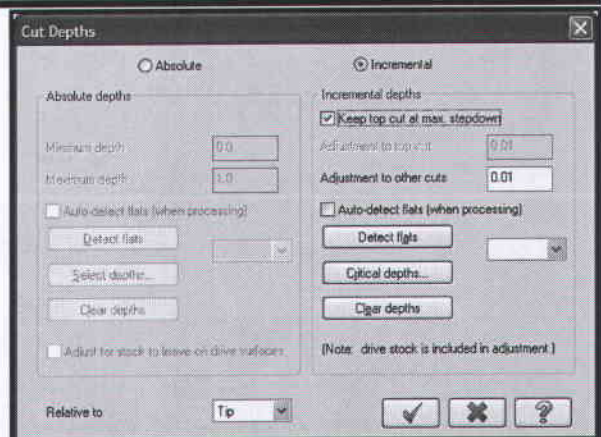 Cut Depths
Absolute
Incremental
Absolute depths
Minimum depth
0.0
Maximum depth
1.0
Auto-detect flats (when processing)
Detect flats
Select depths...
Clear depths
Adjust for stock to leave on drive surfaces
Incremental depths
Keep top cut at max. stepdown
Adjustment to top cut
0.01
Adjustment to other cuts
0.01
Auto-detect flats (when processing)
Detect flats
Critical depths...
Clear depths
(Note: drive stock is included in adjustment.)
Relative to
Tip